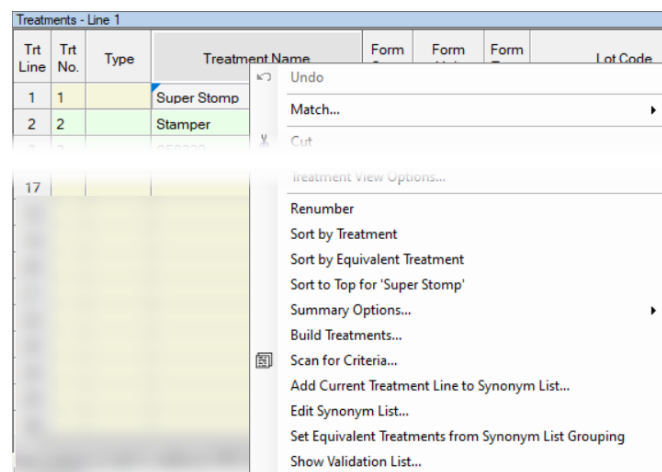 Treatments - Line 1
Trt Line
Trt No.
Type
Treatment Name
Form
Form
Form
Lot Code
1 1 Super Stomp
2 2 Stamper
17
Undo
Match...
Cut
Treatment View Options...
Renumber
Sort by Treatment
Sort by Equivalent Treatment
Sort to Top for 'Super Stomp'
Summary Options...
Build Treatments...
Scan for Criteria...
Add Current Treatment Line to Synonym List...
Edit Synonym List...
Set Equivalent Treatments from Synonym List Grouping
Show Validation List...